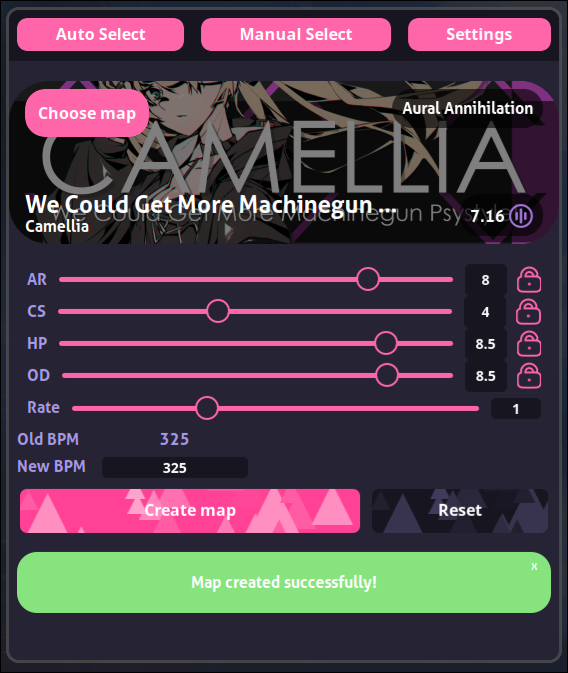 Auto Select
Manual Select
Settings
Choose map
Aural Annihilation
CAMELLIA
We Could Get More Machinegun ...
We Could Get More Machinegun Psystyle
Camellia
7.16
AR
8
CS
4
HP
8.5
OD
8.5
Rate
1
Old BPM
325
New BPM
325
Create map
Reset
x
Map created successfully!